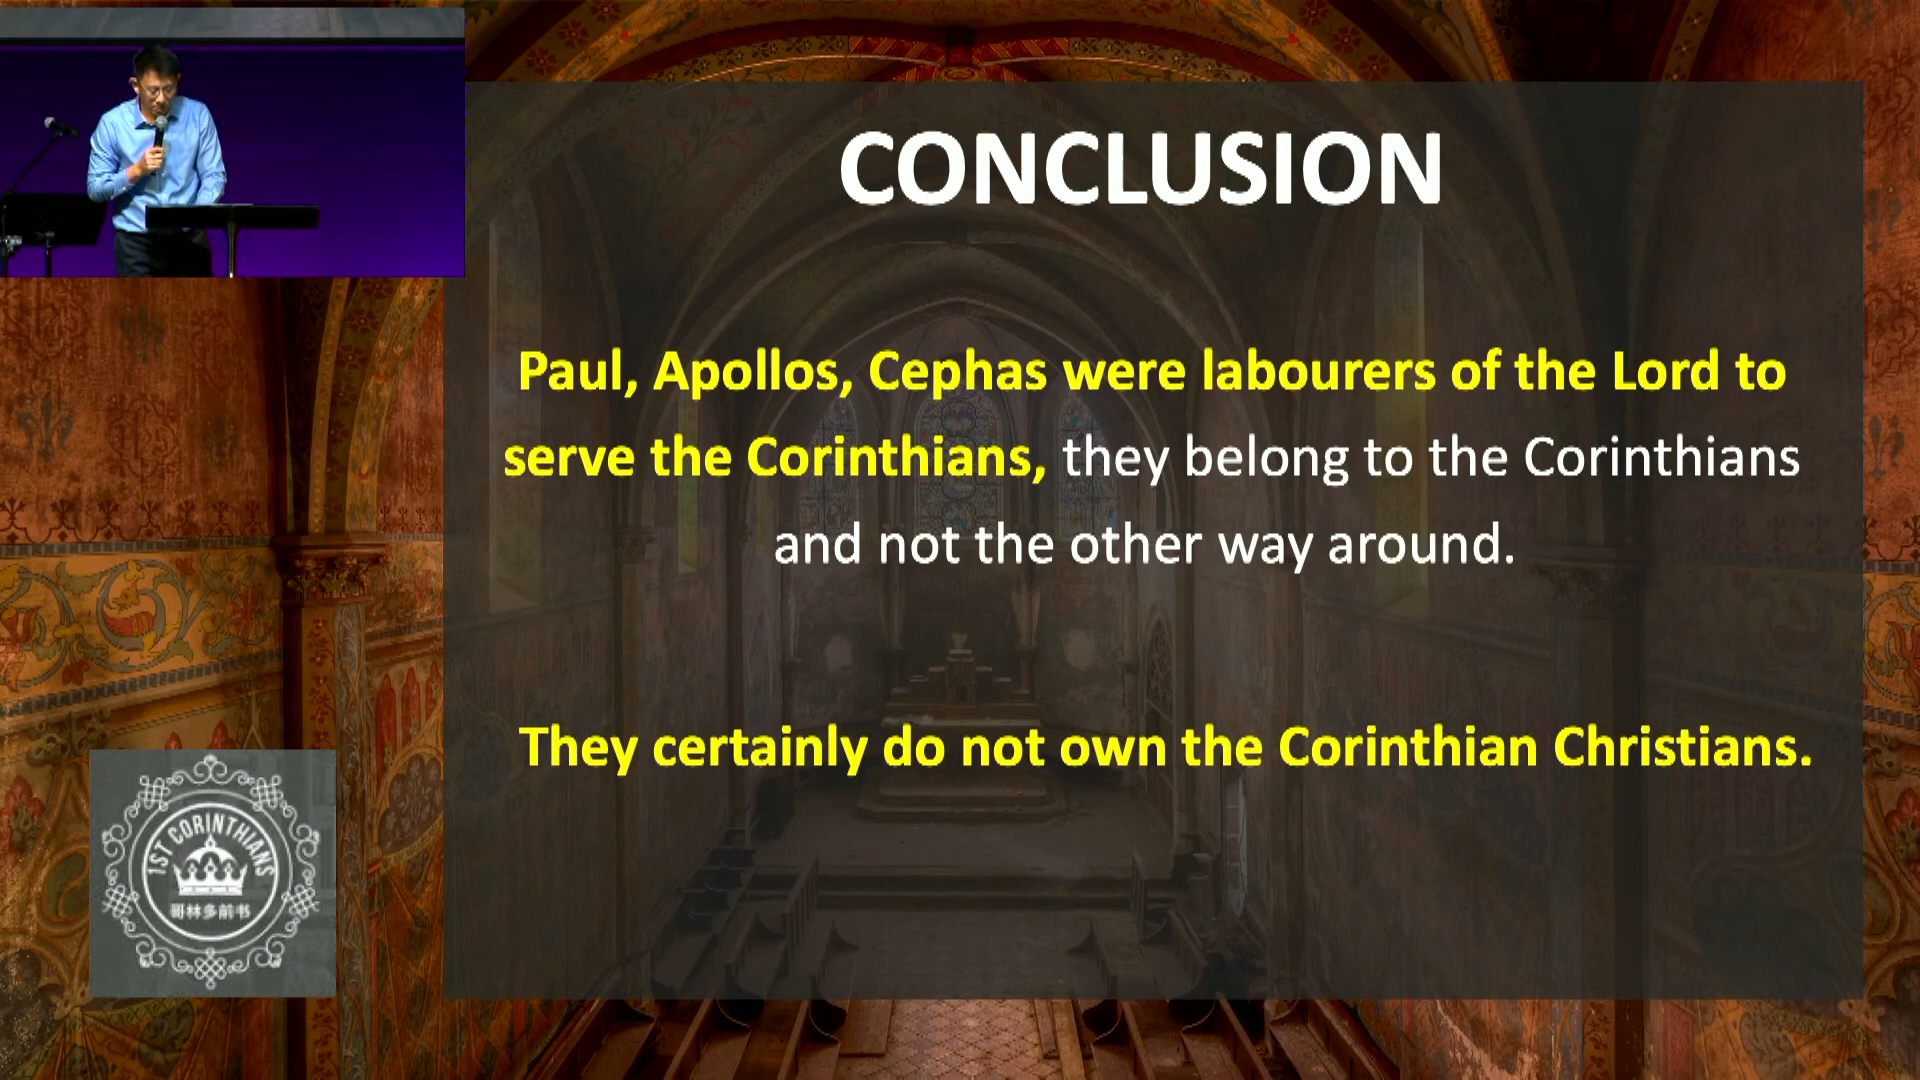 CONCLUSION
Paul, Apollos, Cephas were labourers of the Lord to
serve the Corinthians, they belong to the Corinthians
and not the other way around.
They certainly do not own the Corinthian Christians.
1ST CORINTHIANS
哥林多前书